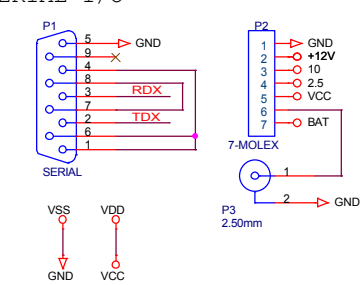 P1
5
GND
9
4
8
3
RDX
7
2
TDX
6
1
SERIAL
P2
1
GND
2
+12V
3
10
4
2.5
5
VCC
6
7
BAT
7-MOLEX
1
2
GND
P3
2.50mm
VSS
VDD
GND
VCC